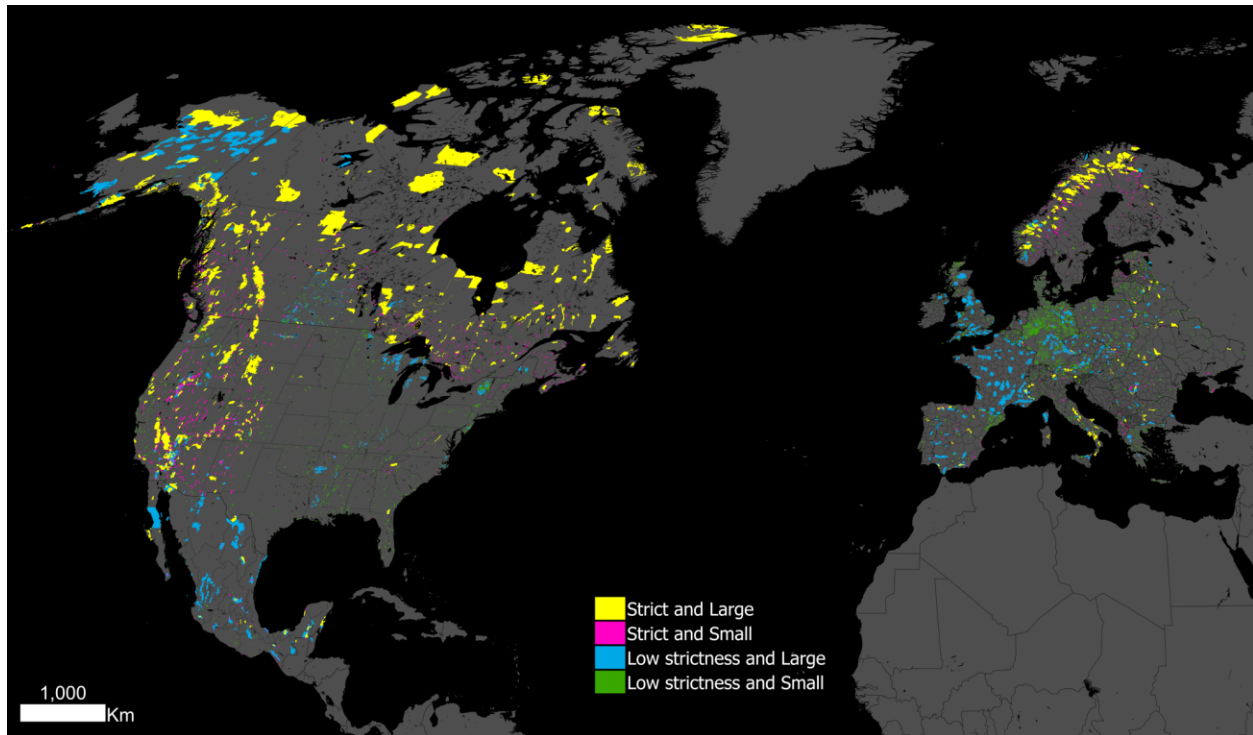 Strict and Large
Strict and Small
Low strictness and Large
Low strictness and Small
1,000
Km